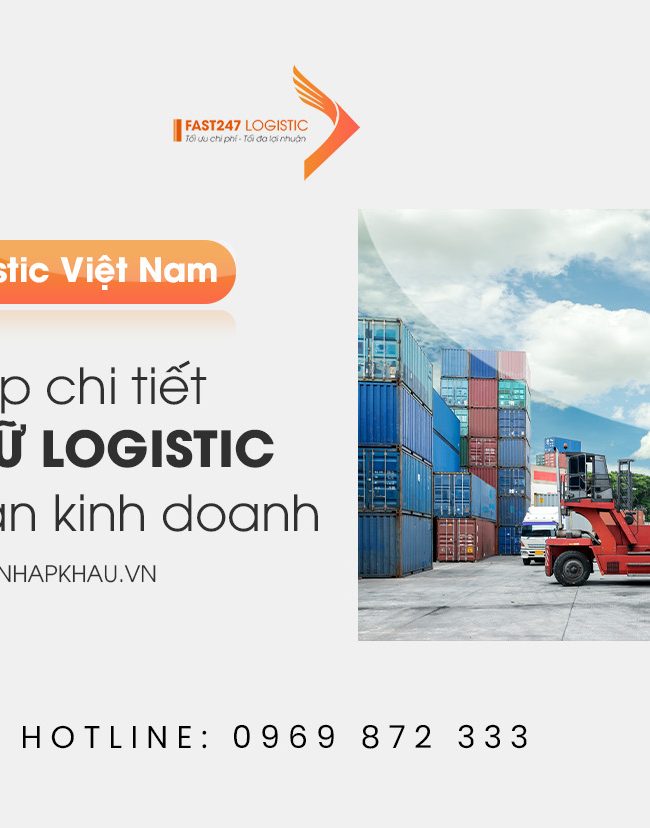 FAST247 LOGISTIC
Tối ưu chi phí - Tối đa lợi nhuận
stic Việt Nam
p chi tiết
Ữ LOGISTIC
n kinh doanh
NHAPKHAU.VN
HOTLINE: 0969 872 333